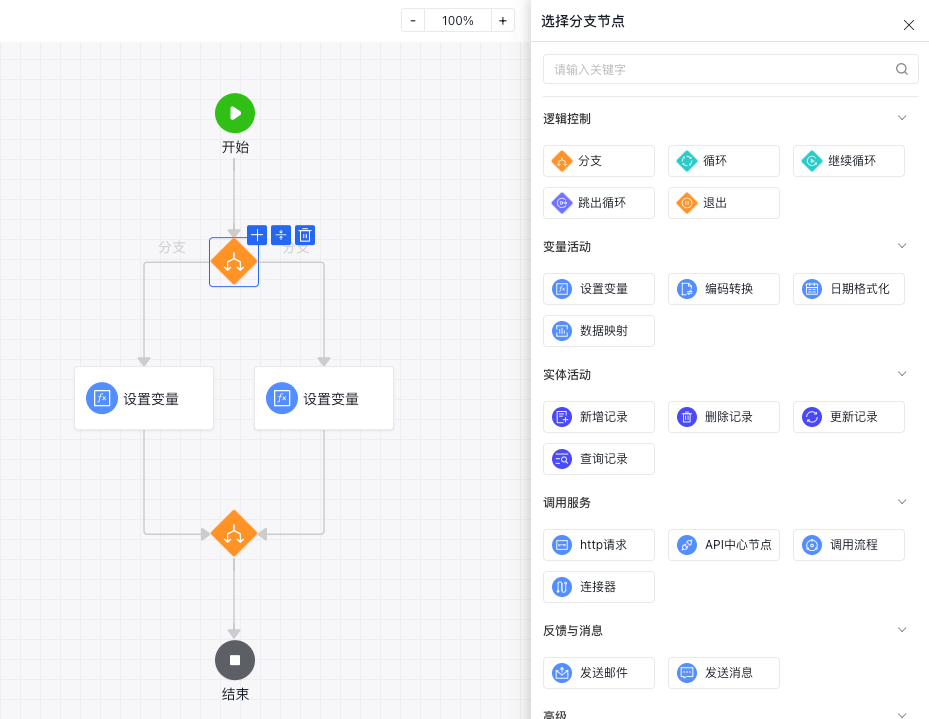 - 100% +
选择分支节点
请输入关键字
开始
分支 分支
设置变量 设置变量
结束
逻辑控制
分支 循环 继续循环
跳出循环 退出
变量活动
设置变量 编码转换 日期格式化
数据映射
实体活动
新增记录 删除记录 更新记录
查询记录
调用服务
http请求 API中心节点 调用流程
连接器
反馈与消息
发送邮件 发送消息
高级